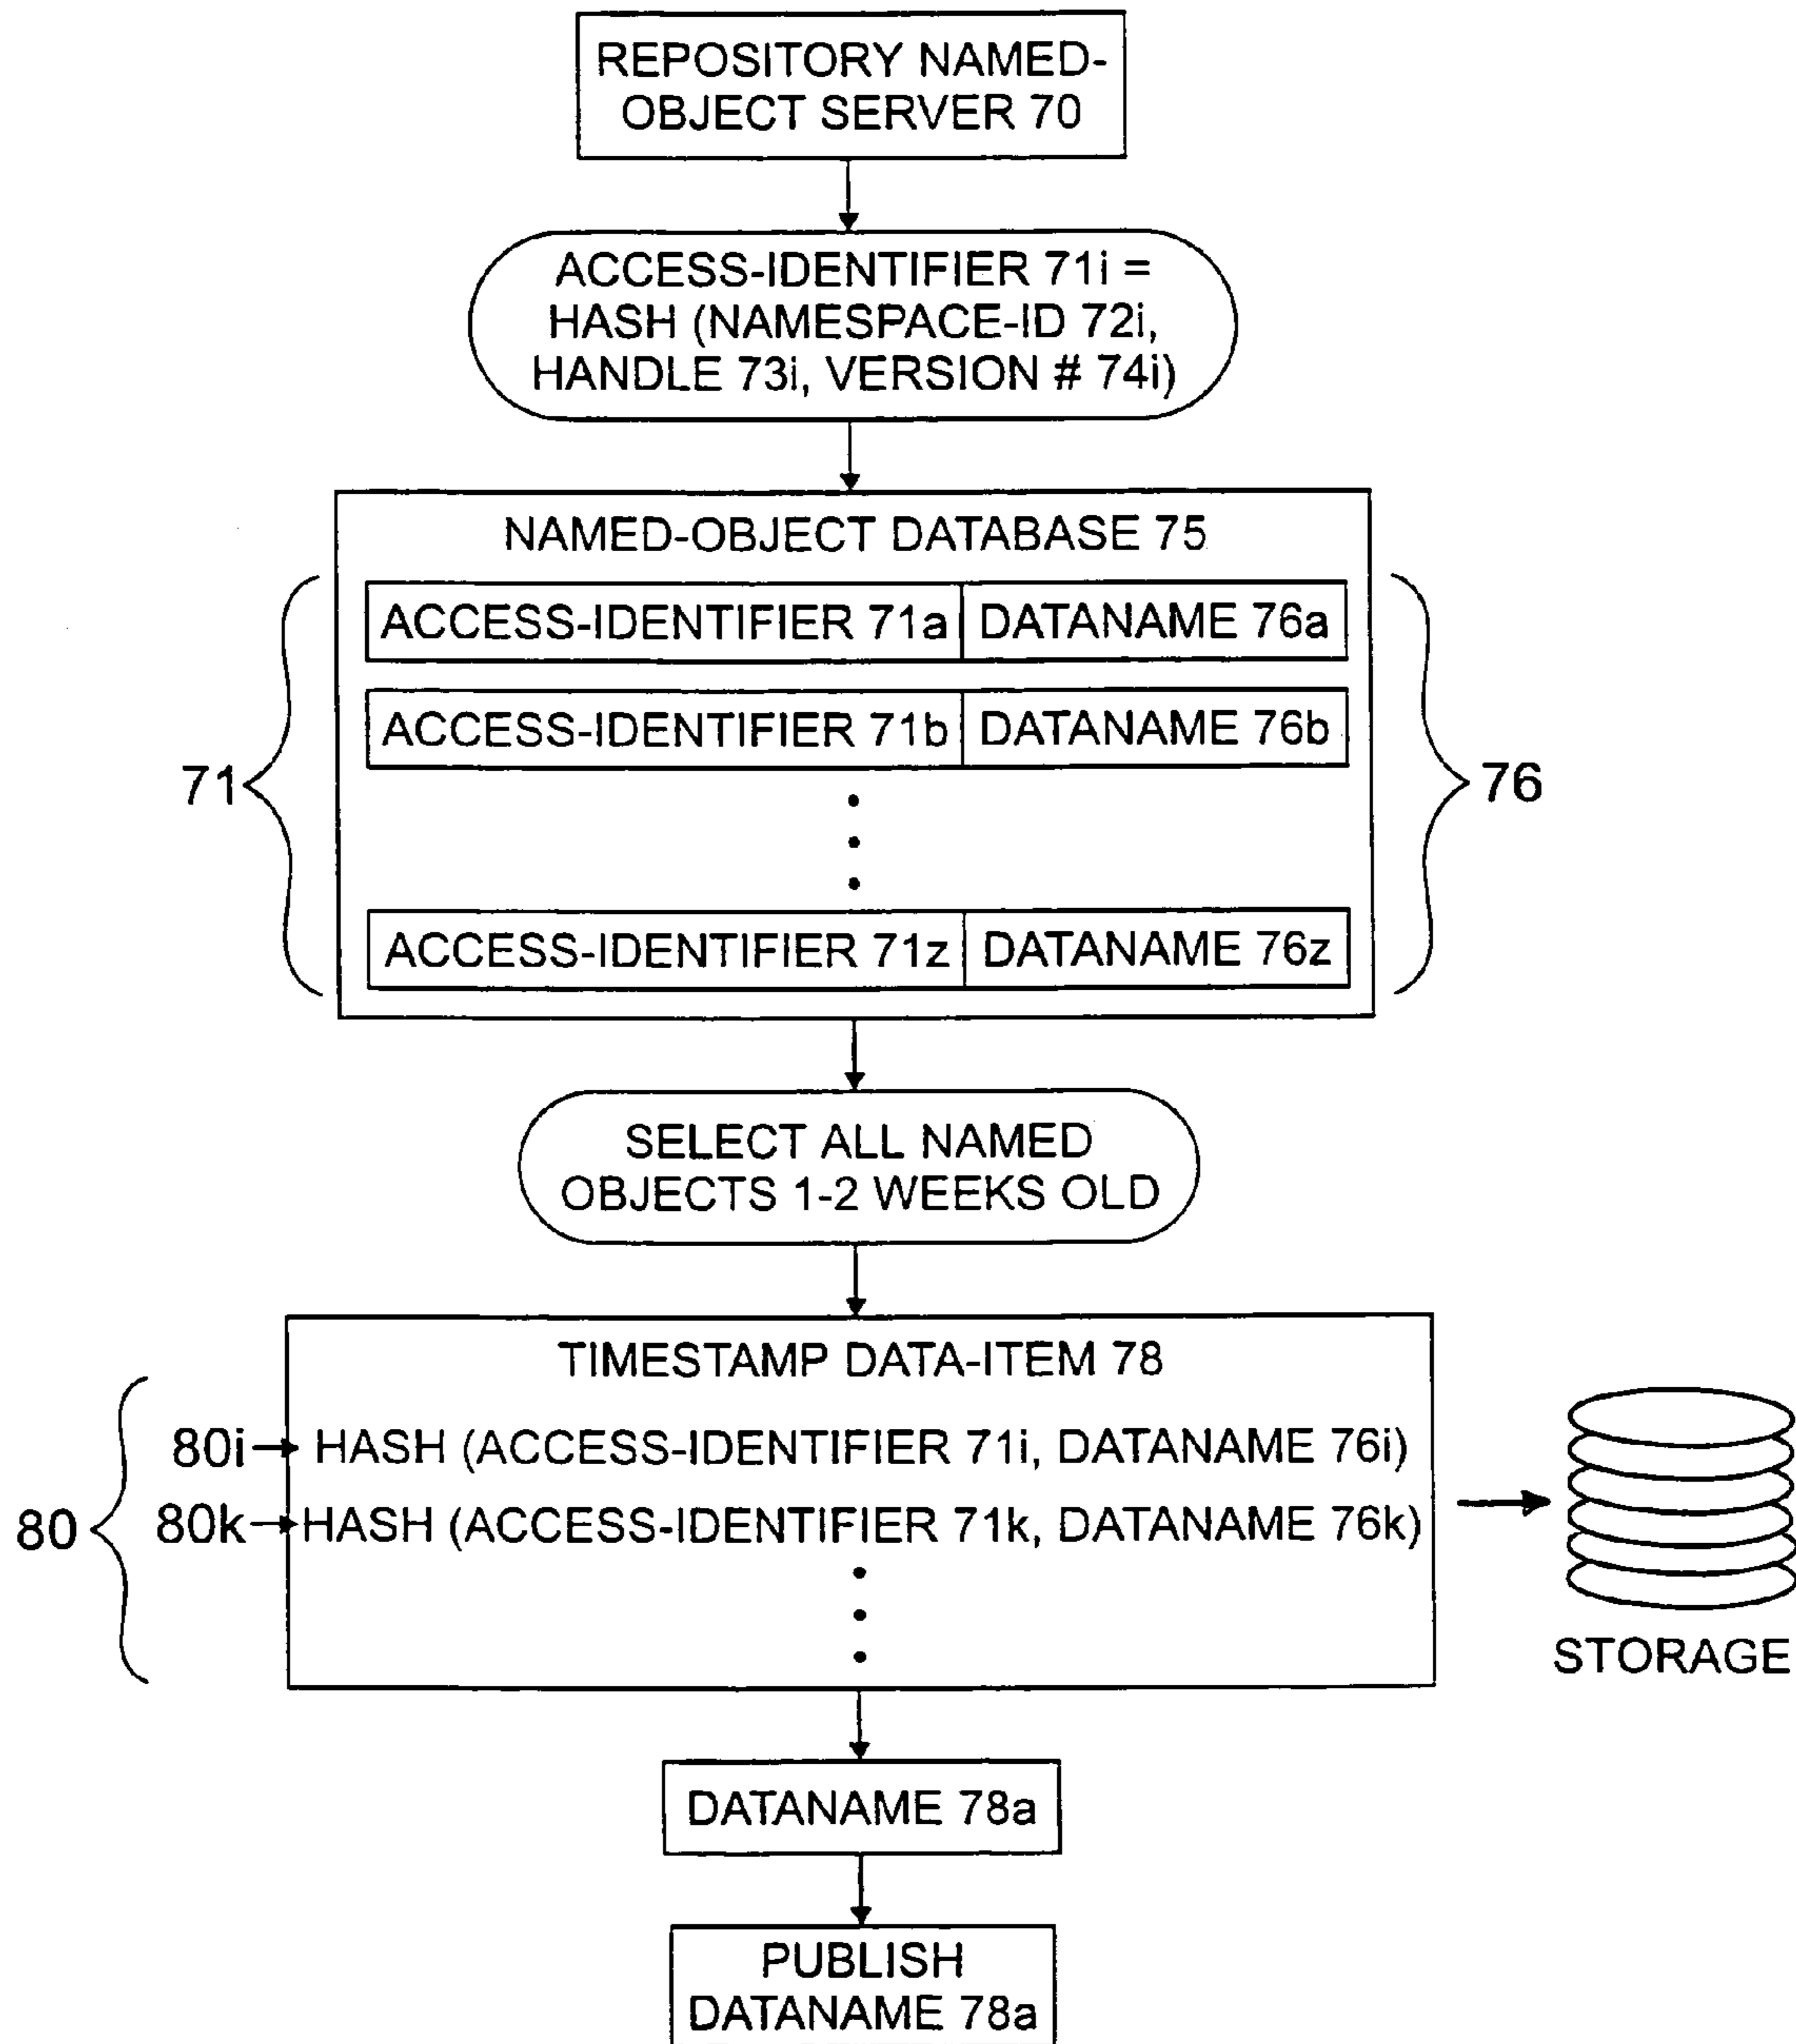 REPOSITORY NAMED-
OBJECT SERVER 70
ACCESS-IDENTIFIER 71i =
HASH (NAMESPACE-ID 72i,
HANDLE 73i, VERSION # 74i)
NAMED-OBJECT DATABASE 75
ACCESS-IDENTIFIER 71a DATANAME 76a
ACCESS-IDENTIFIER 71b DATANAME 76b
71
76
ACCESS-IDENTIFIER 71z DATANAME 76z
SELECT ALL NAMED
OBJECTS 1-2 WEEKS OLD
TIMESTAMP DATA-ITEM 78
80i HASH (ACCESS-IDENTIFIER 71i, DATANAME 76i)
80
80k HASH (ACCESS-IDENTIFIER 71k, DATANAME 76k)
STORAGE
DATANAME 78a
PUBLISH
DATANAME 78a